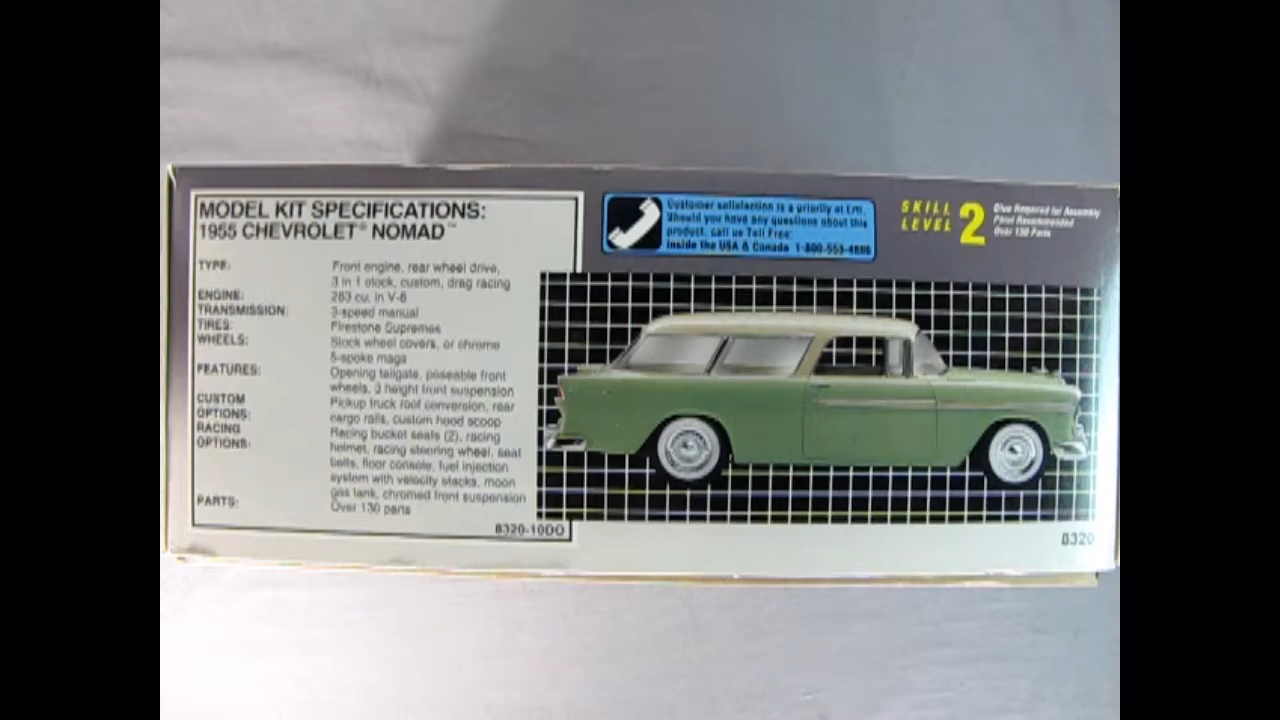 MODEL KIT SPECIFICATIONS:
1955 CHEVROLET® NOMAD™
TYPE: Front engine, rear wheel drive,
3 in 1 stock, custom, drag racing
ENGINE: 283 cu. in V-8
TRANSMISSION: 3-speed manual
TIRES: Firestone Supremes
WHEELS: Stock wheel covers, or chrome
5-spoke mags
FEATURES: Opening tailgate, poseable front
wheels, 3 height front suspension
CUSTOM Pickup truck roof conversion, rear
OPTIONS: cargo rails, custom hood scoop
RACING Racing bucket seats (2), racing
OPTIONS: helmet, racing steering wheel, seat
belts, floor console, fuel injection
system with velocity stacks, moon
gas tank, chromed front suspension
PARTS: Over 130 parts
8320-10DO
Customer satisfaction is a priority at Ertl.
Should you have any questions about this
product, call us Toll Free:
Inside the USA & Canada 1-800-553-4886
SKILL
LEVEL 2
Glue Required for Assembly
Paint Recommended
Over 130 Parts
8320